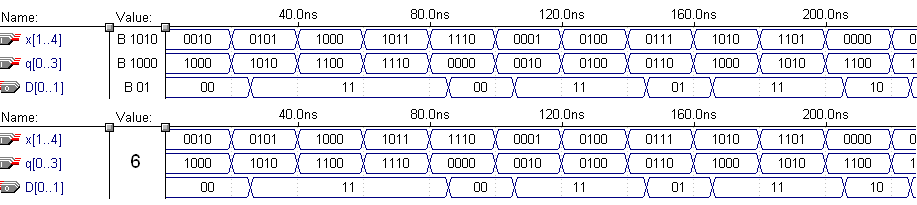 Name: Value: 40.0ns 80.0ns 120.0ns 160.0ns 200.0ns
x[1..4] B 1010 0010 0101 1000 1011 1110 0001 0100 0111 1010 1101 0000 0
q[0..3] B 1000 1000 1010 1100 1110 0000 0010 0100 0110 1000 1010 1100 1
D[0..1] B 01 00 11 00 11 01 11 10
Name: Value: 40.0ns 80.0ns 120.0ns 160.0ns 200.0ns
x[1..4] 0010 0101 1000 1011 1110 0001 0100 0111 1010 1101 0000 0
q[0..3] 6 1000 1010 1100 1110 0000 0010 0100 0110 1000 1010 1100 1
D[0..1] 00 11 00 11 01 11 10